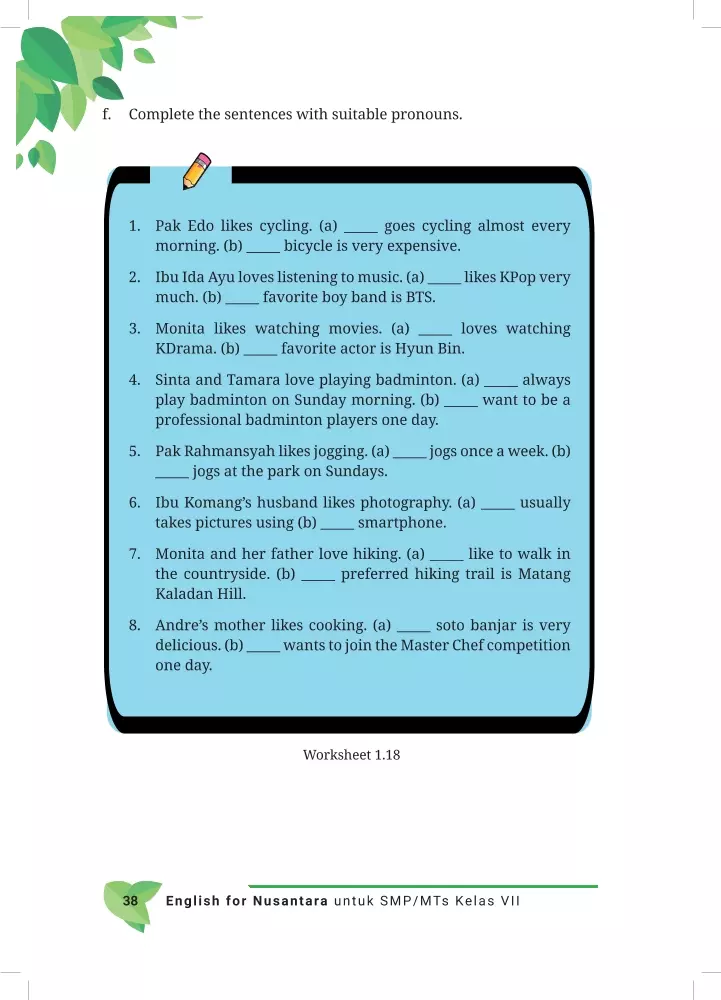 f. Complete the sentences with suitable pronouns.
1. Pak Edo likes cycling. (a) _____ goes cycling almost every
morning. (b) _____ bicycle is very expensive.
2. Ibu Ida Ayu loves listening to music. (a) _____ likes KPop very
much. (b) _____ favorite boy band is BTS.
3. Monita likes watching movies. (a) _____ loves watching
KDrama. (b) _____ favorite actor is Hyun Bin.
4. Sinta and Tamara love playing badminton. (a) _____ always
play badminton on Sunday morning. (b) _____ want to be a
professional badminton players one day.
5. Pak Rahmansyah likes jogging. (a) _____ jogs once a week. (b)
_____ jogs at the park on Sundays.
6. Ibu Komang’s husband likes photography. (a) _____ usually
takes pictures using (b) _____ smartphone.
7. Monita and her father love hiking. (a) _____ like to walk in
the countryside. (b) _____ preferred hiking trail is Matang
Kaladan Hill.
8. Andre’s mother likes cooking. (a) _____ soto banjar is very
delicious. (b) _____ wants to join the Master Chef competition
one day.
Worksheet 1.18
38 English for Nusantara untuk SMP/MTs Kelas VII